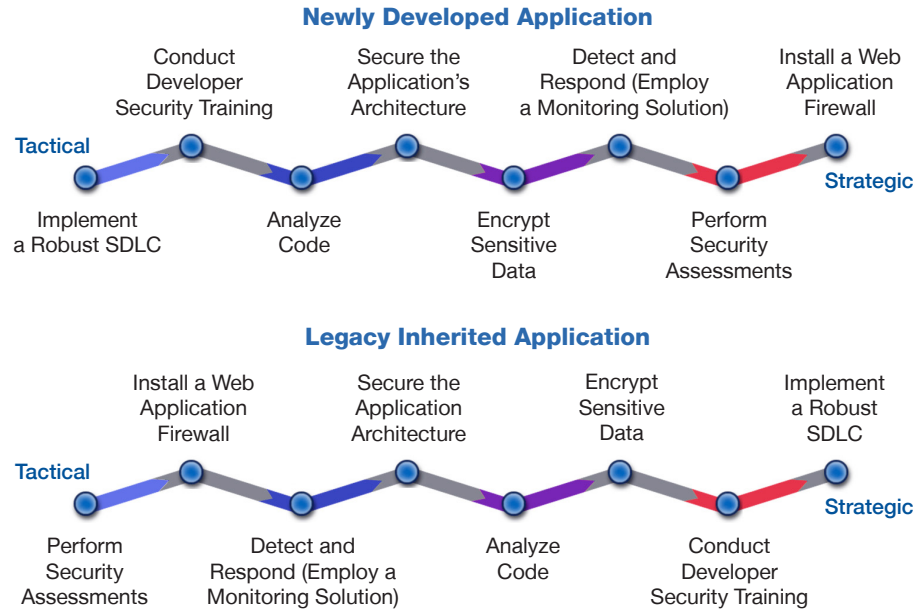 Newly Developed Application
Conduct
Developer
Security Training
Secure the
Application's
Architecture
Detect and
Respond (Employ
a Monitoring Solution)
Install a Web
Application
Firewall
Tactical
Strategic
Implement
a Robust SDLC
Analyze
Code
Encrypt
Sensitive
Data
Perform
Security
Assessments
Legacy Inherited Application
Install a Web
Application
Firewall
Secure the
Application
Architecture
Encrypt
Sensitive
Data
Implement
a Robust
SDLC
Tactical
Strategic
Perform
Security
Assessments
Detect and
Respond (Employ a
Monitoring Solution)
Analyze
Code
Conduct
Developer
Security Training